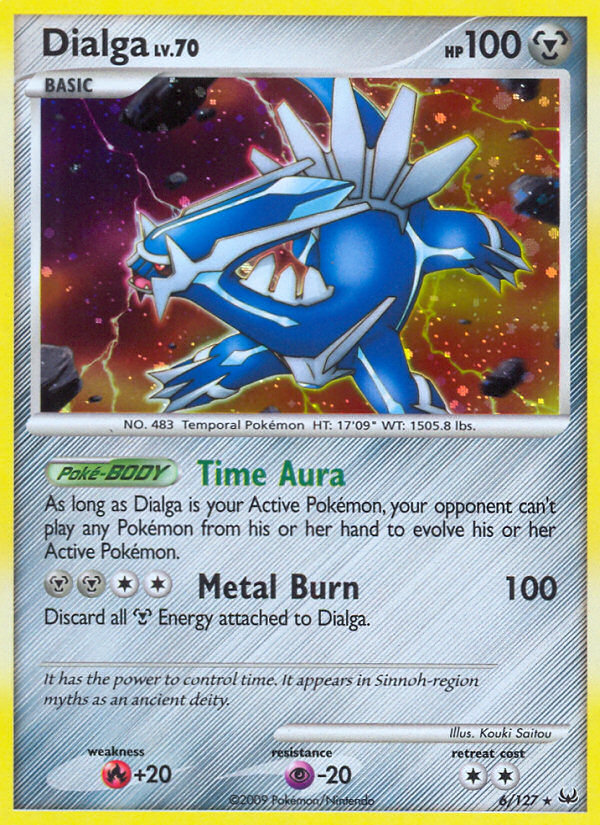 Dialga LV.70 HP 100
BASIC
NO. 483 Temporal Pokémon HT: 17'09" WT: 1505.8 lbs.
Poké-BODY Time Aura
As long as Dialga is your Active Pokémon, your opponent can't
play any Pokémon from his or her hand to evolve his or her
Active Pokémon.
Metal Burn 100
Discard all Energy attached to Dialga.
It has the power to control time. It appears in Sinnoh-region
myths as an ancient deity.
Illus. Kouki Saitou
weakness resistance retreat cost
+20 -20
©2009 Pokémon/Nintendo 6/127 ★